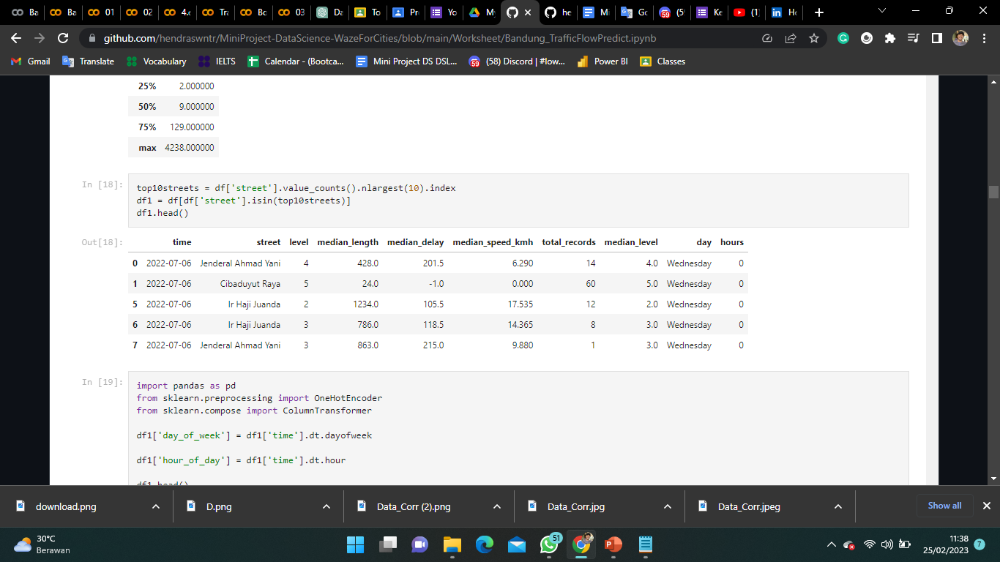 Ba
Ba
01
02
4.e
Tra
Bc
03
Da
To
Pr
Yo
My
he
Mi
Go
59
(5!
Ke
(1)
He
github.com/hendraswntr/MiniProject-DataScience-WazeForCities/blob/main/Worksheet/Bandung_TrafficFlowPredict.ipynb
Gmail
Translate
Vocabulary
IELTS
Calendar - (Bootca...
Mini Project DS DSL...
59
(58) Discord | #low...
Power BI
Classes
25% 2.000000
50% 9.000000
75% 129.000000
max 4238.000000
In [18]:
top10streets = df['street'].value_counts().nlargest(10).index
df1 = df[df['street'].isin(top10streets)]
df1.head()
Out[18]:
time street level median_length median_delay median_speed_kmh total_records median_level day hours
0 2022-07-06 Jenderal Ahmad Yani 4 428.0 201.5 6.290 14 4.0 Wednesday 0
1 2022-07-06 Cibaduyut Raya 5 24.0 -1.0 0.000 60 5.0 Wednesday 0
5 2022-07-06 Ir Haji Juanda 2 1234.0 105.5 17.535 12 2.0 Wednesday 0
6 2022-07-06 Ir Haji Juanda 3 786.0 118.5 14.365 8 3.0 Wednesday 0
7 2022-07-06 Jenderal Ahmad Yani 3 863.0 215.0 9.880 1 3.0 Wednesday 0
In [19]:
import pandas as pd
from sklearn.preprocessing import OneHotEncoder
from sklearn.compose import ColumnTransformer
df1['day_of_week'] = df1['time'].dt.dayofweek
df1['hour_of_day'] = df1['time'].dt.hour
df1.head()
download.png
D.png
Data_Corr (2).png
Data_Corr.jpg
Data_Corr.jpeg
Show all
30°C
Berawan
51
11:38
25/02/2023
7